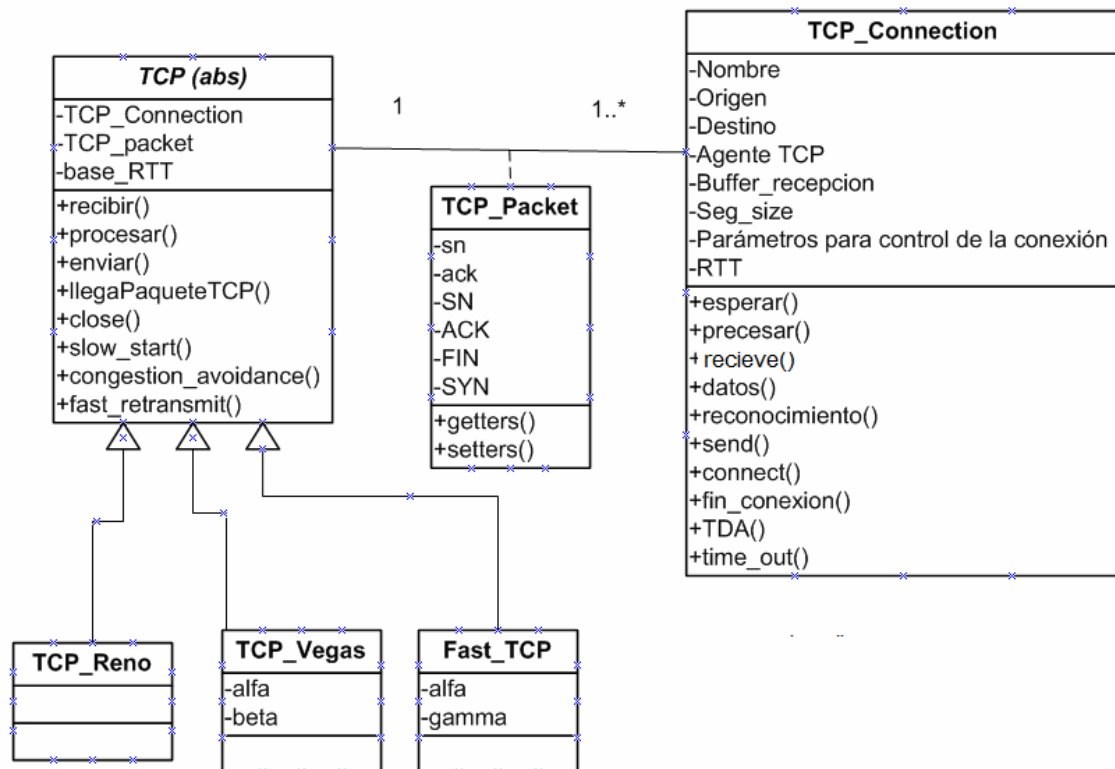 TCP (abs)
-TCP_Connection
-TCP_packet
-base_RTT
+recibir()
+procesar()
+enviar()
+llegaPaqueteTCP()
+close()
+slow_start()
+congestion_avoidance()
+fast_retransmit()
1
1..*
TCP_Packet
-sn
-ack
-SN
-ACK
-FIN
-SYN
+getters()
+setters()
TCP_Connection
-Nombre
-Origen
-Destino
-Agente TCP
-Buffer_recepcion
-Seg_size
-Parámetros para control de la conexión
-RTT
+esperar()
+precesar()
+ recieve()
+datos()
+reconocimiento()
+send()
+connect()
+fin_conexion()
+TDA()
+time_out()
TCP_Reno
TCP_Vegas
-alfa
-beta
Fast_TCP
-alfa
-gamma